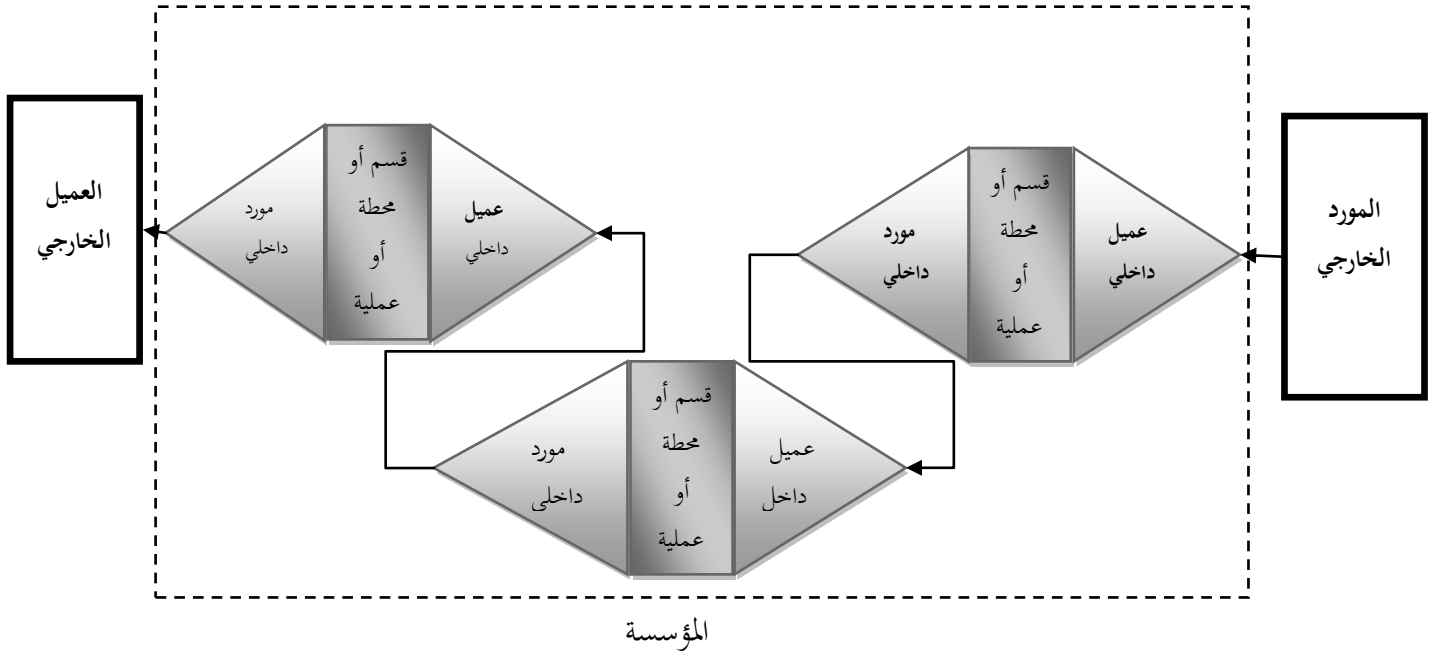 المورد
الخارجي
عميل
داخلي
قسم أو
محطة
أو
عملية
مورد
داخلي
عميل
داخل
قسم أو
محطة
أو
عملية
مورد
داخلى
عميل
داخلي
قسم أو
محطة
أو
عملية
مورد
داخلي
العميل
الخارجي
المؤسسة